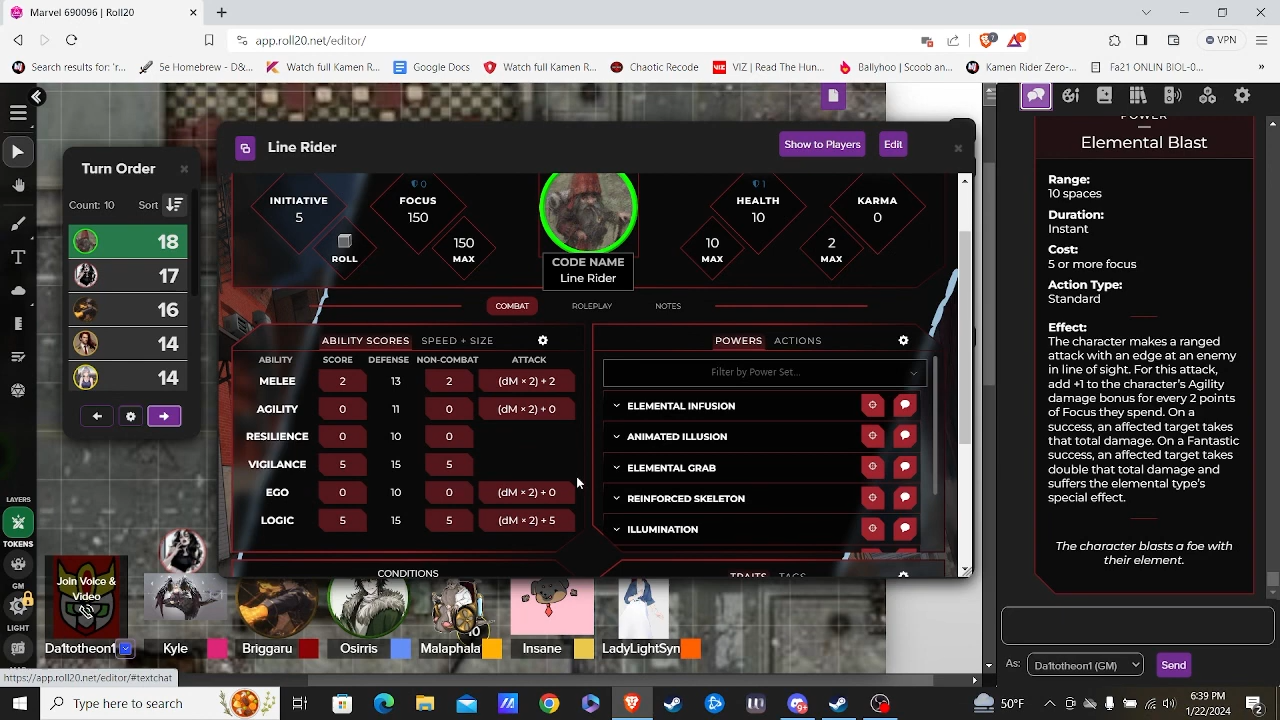 Marvel 690096 | Roll20
app.roll20.net/editor/
VPN
Search results for: 'r...
5e Homebrew - D&...
Watch full Kamen R...
Google Docs
Watch full Kamen R...
Chaotic Recode
VIZ | Read The Hun...
Ballyhoo | Scoob an...
Kamen Rider Zero-...
Fa21 ONLIN BIOL-0...
Turn Order
Count: 10 Sort
18
17
16
14
14
LAYERS
TOKENS
GM
LIGHT
Line Rider
Show to Players
Edit
INITIATIVE
5
ROLL
0
FOCUS
150
150
MAX
CODE NAME
Line Rider
1
HEALTH
10
10
MAX
KARMA
0
2
MAX
COMBAT ROLEPLAY NOTES
ABILITY SCORES SPEED + SIZE
ABILITY SCORE DEFENSE NON-COMBAT ATTACK
MELEE 2 13 2 (dM × 2) + 2
AGILITY 0 11 0 (dM × 2) + 0
RESILIENCE 0 10 0
VIGILANCE 5 15 5
EGO 0 10 0 (dM × 2) + 0
LOGIC 5 15 5 (dM × 2) + 5
CONDITIONS
POWERS ACTIONS
Filter by Power Set...
ELEMENTAL INFUSION
ANIMATED ILLUSION
ELEMENTAL GRAB
REINFORCED SKELETON
ILLUMINATION
TRAITS TAGS
POWER
Elemental Blast
Range:
10 spaces
Duration:
Instant
Cost:
5 or more focus
Action Type:
Standard
Effect:
The character makes a ranged
attack with an edge at an enemy
in line of sight. For this attack,
add +1 to the character's Agility
damage bonus for every 2 points
of Focus they spend. On a
success, an affected target takes
that total damage. On a Fantastic
success, an affected target takes
double that total damage and
suffers the elemental type's
special effect.
The character blasts a foe with
their element.
As: Da1totheon1 (GM)
Send
Join Voice &
Video
Da1totheon1
Kyle
Briggaru
Osirris
Malaphala
Insane
LadyLightSyn
https://roll20.net/editor/#textchat
Type here to search
50°F
6:39 PM
1/22/2024